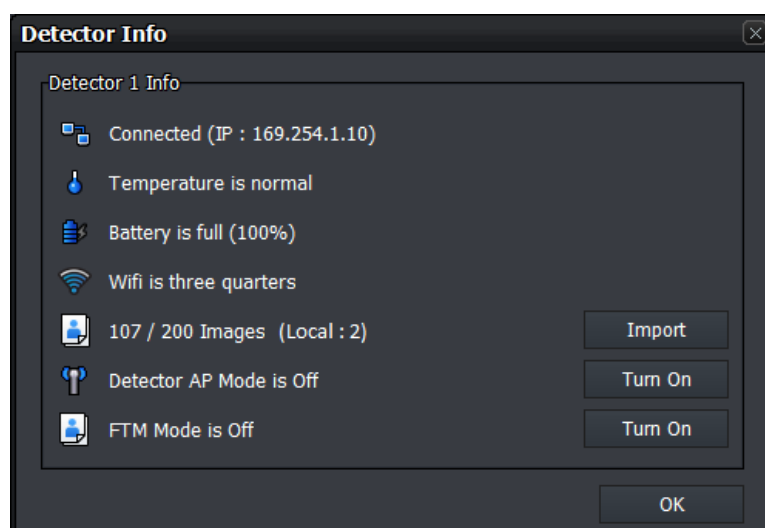 Detector Info
Detector 1 Info
Connected (IP : 169.254.1.10)
Temperature is normal
Battery is full (100%)
Wifi is three quarters
107 / 200 Images (Local : 2)
Import
Detector AP Mode is Off
Turn On
FTM Mode is Off
Turn On
OK